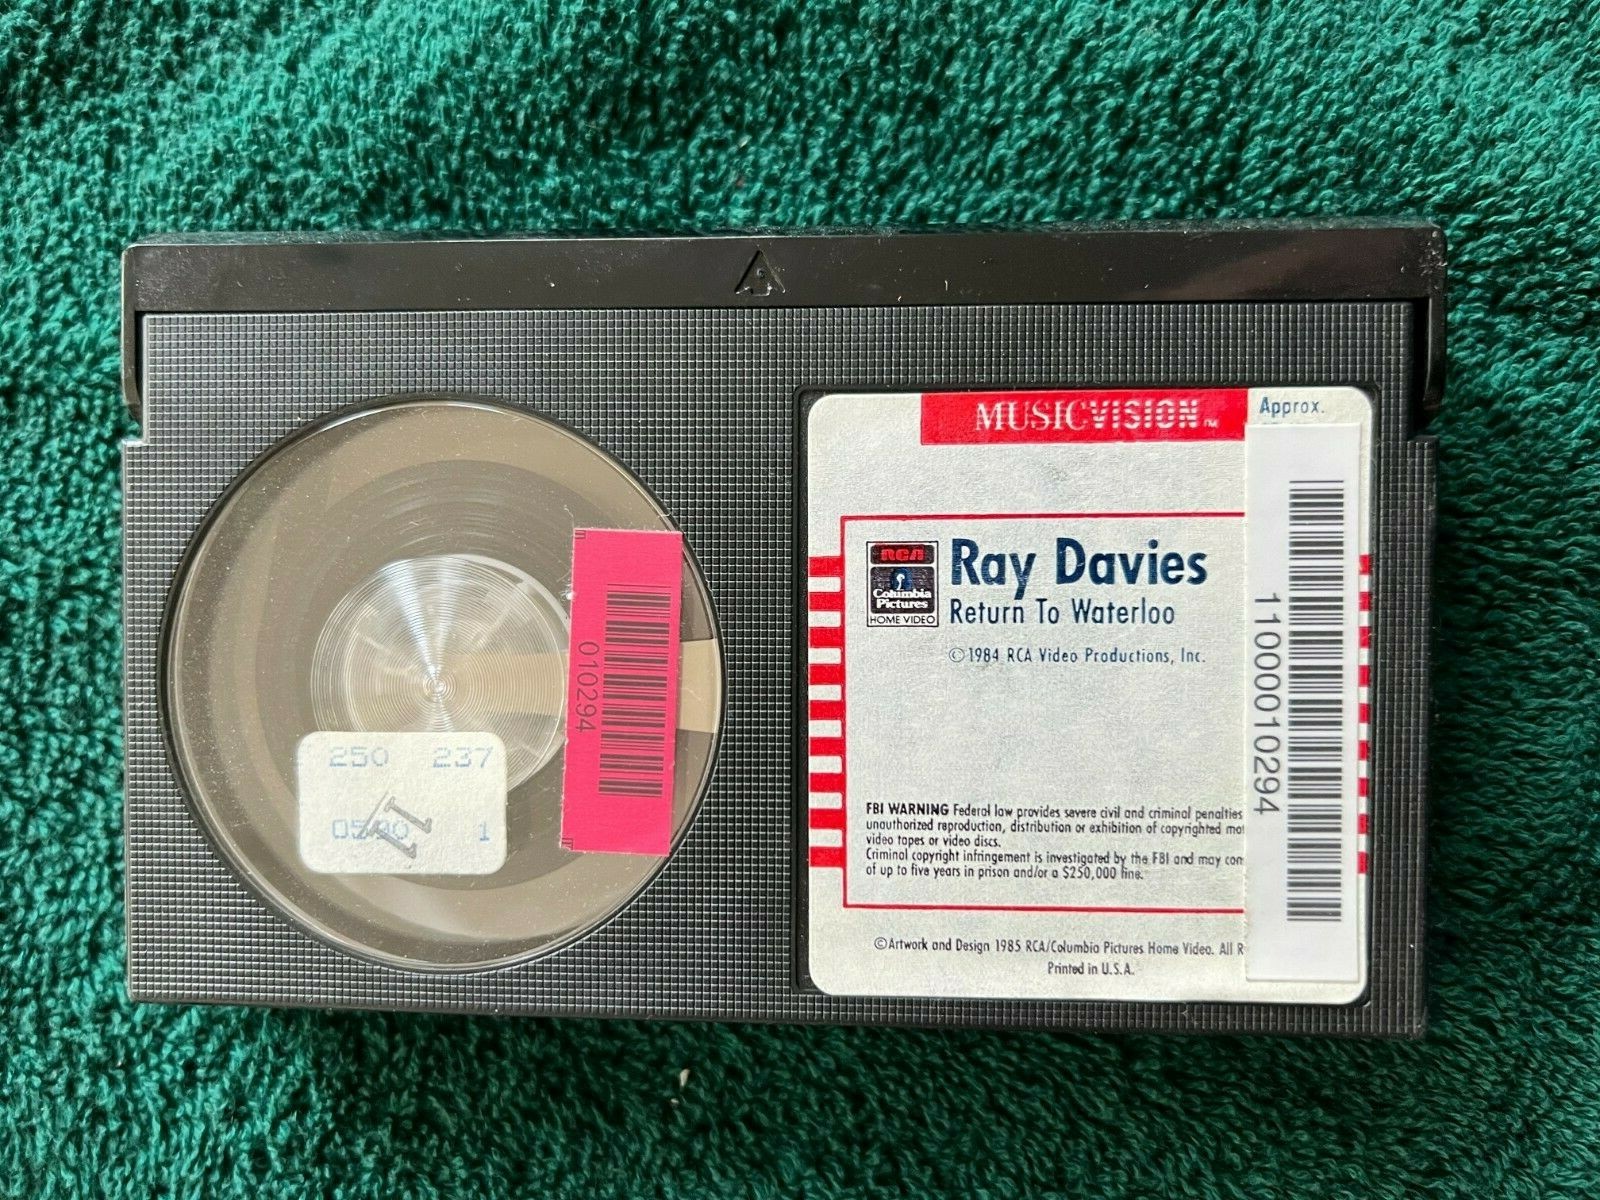 MUSICVISION™
Approx.
RCA
Columbia
Pictures
HOME VIDEO
Ray Davies
Return To Waterloo
©1984 RCA Video Productions, Inc.
FBI WARNING Federal law provides severe civil and criminal penalties
unauthorized reproduction, distribution or exhibition of copyrighted
video tapes or video discs.
Criminal copyright infringement is investigated by the FBI and may
of up to five years in prison and/or a $250,000 fine.
©Artwork and Design 1985 RCA/Columbia Pictures Home Video. All
Printed in U.S.A.
11000010294
010294
250 237
05/90 1